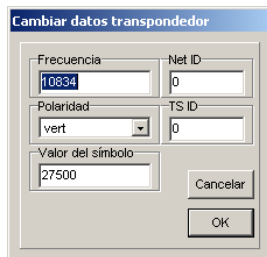 Cambiar datos transpondedor
Frecuencia
Net ID
10834
0
Polaridad
TS ID
vert
0
Valor del símbolo
27500
Cancelar
OK